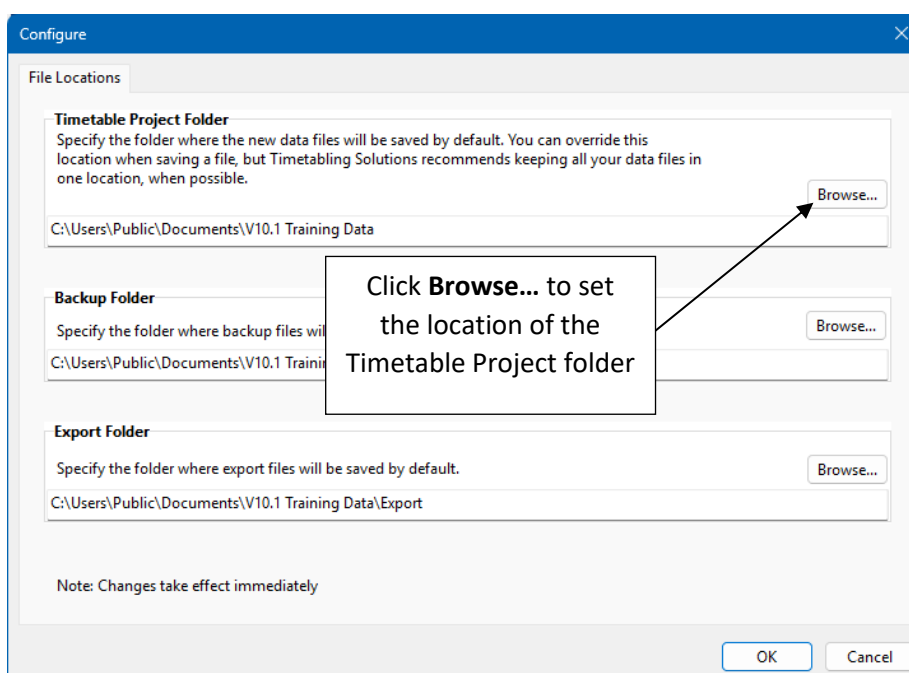 Configure
File Locations
Timetable Project Folder
Specify the folder where the new data files will be saved by default. You can override this
location when saving a file, but Timetabling Solutions recommends keeping all your data files in
one location, when possible.
Browse...
C:\Users\Public\Documents\V10.1 Training Data
Click Browse… to set
the location of the
Timetable Project folder
Backup Folder
Specify the folder where backup files
Browse...
C:\Users\Public\Documents\V10.1
Export Folder
Specify the folder where export files will be saved by default.
Browse...
C:\Users\Public\Documents\V10.1 Training Data\Export
Note: Changes take effect immediately
OK
Cancel